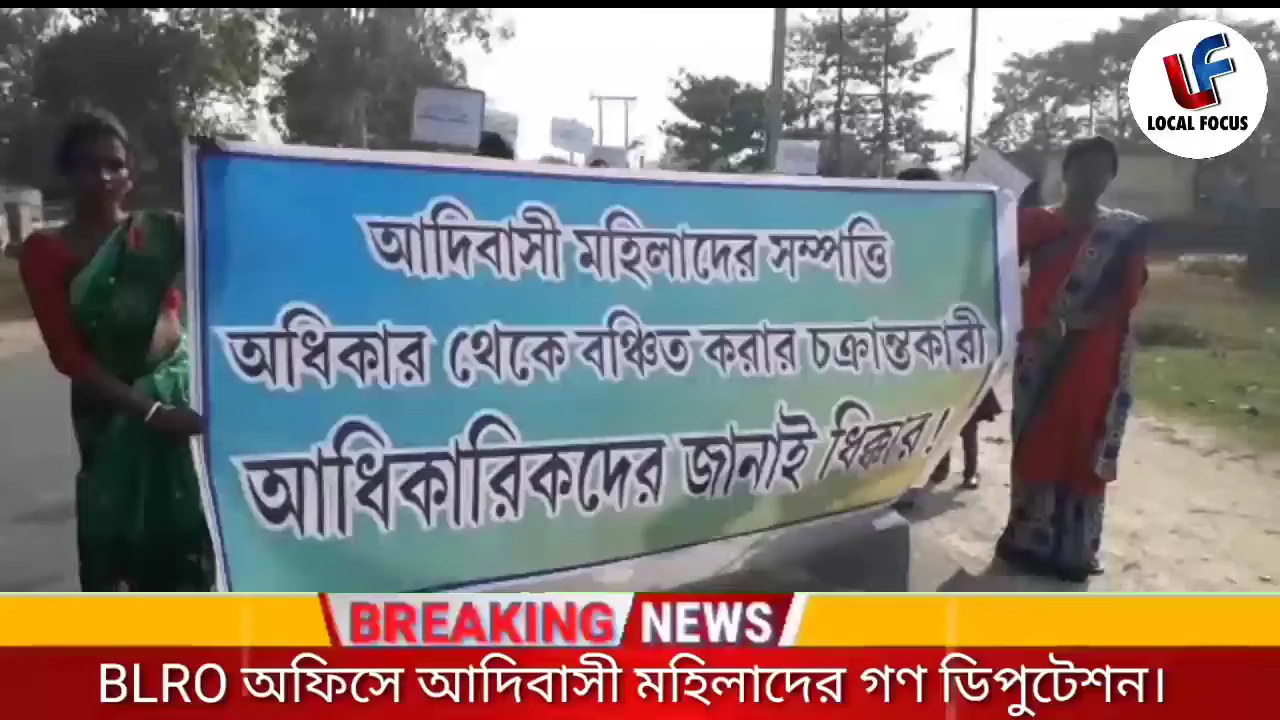 LF
LOCAL FOCUS
আদিবাসী মহিলাদের সম্পত্তি
অধিকার থেকে বঞ্চিত করার চক্রান্তকারী
আধিকারিকদের জানাই ধিক্কার!
BREAKING NEWS
BLRO অফিসে আদিবাসী মহিলাদের গণ ডিপুটেশন।